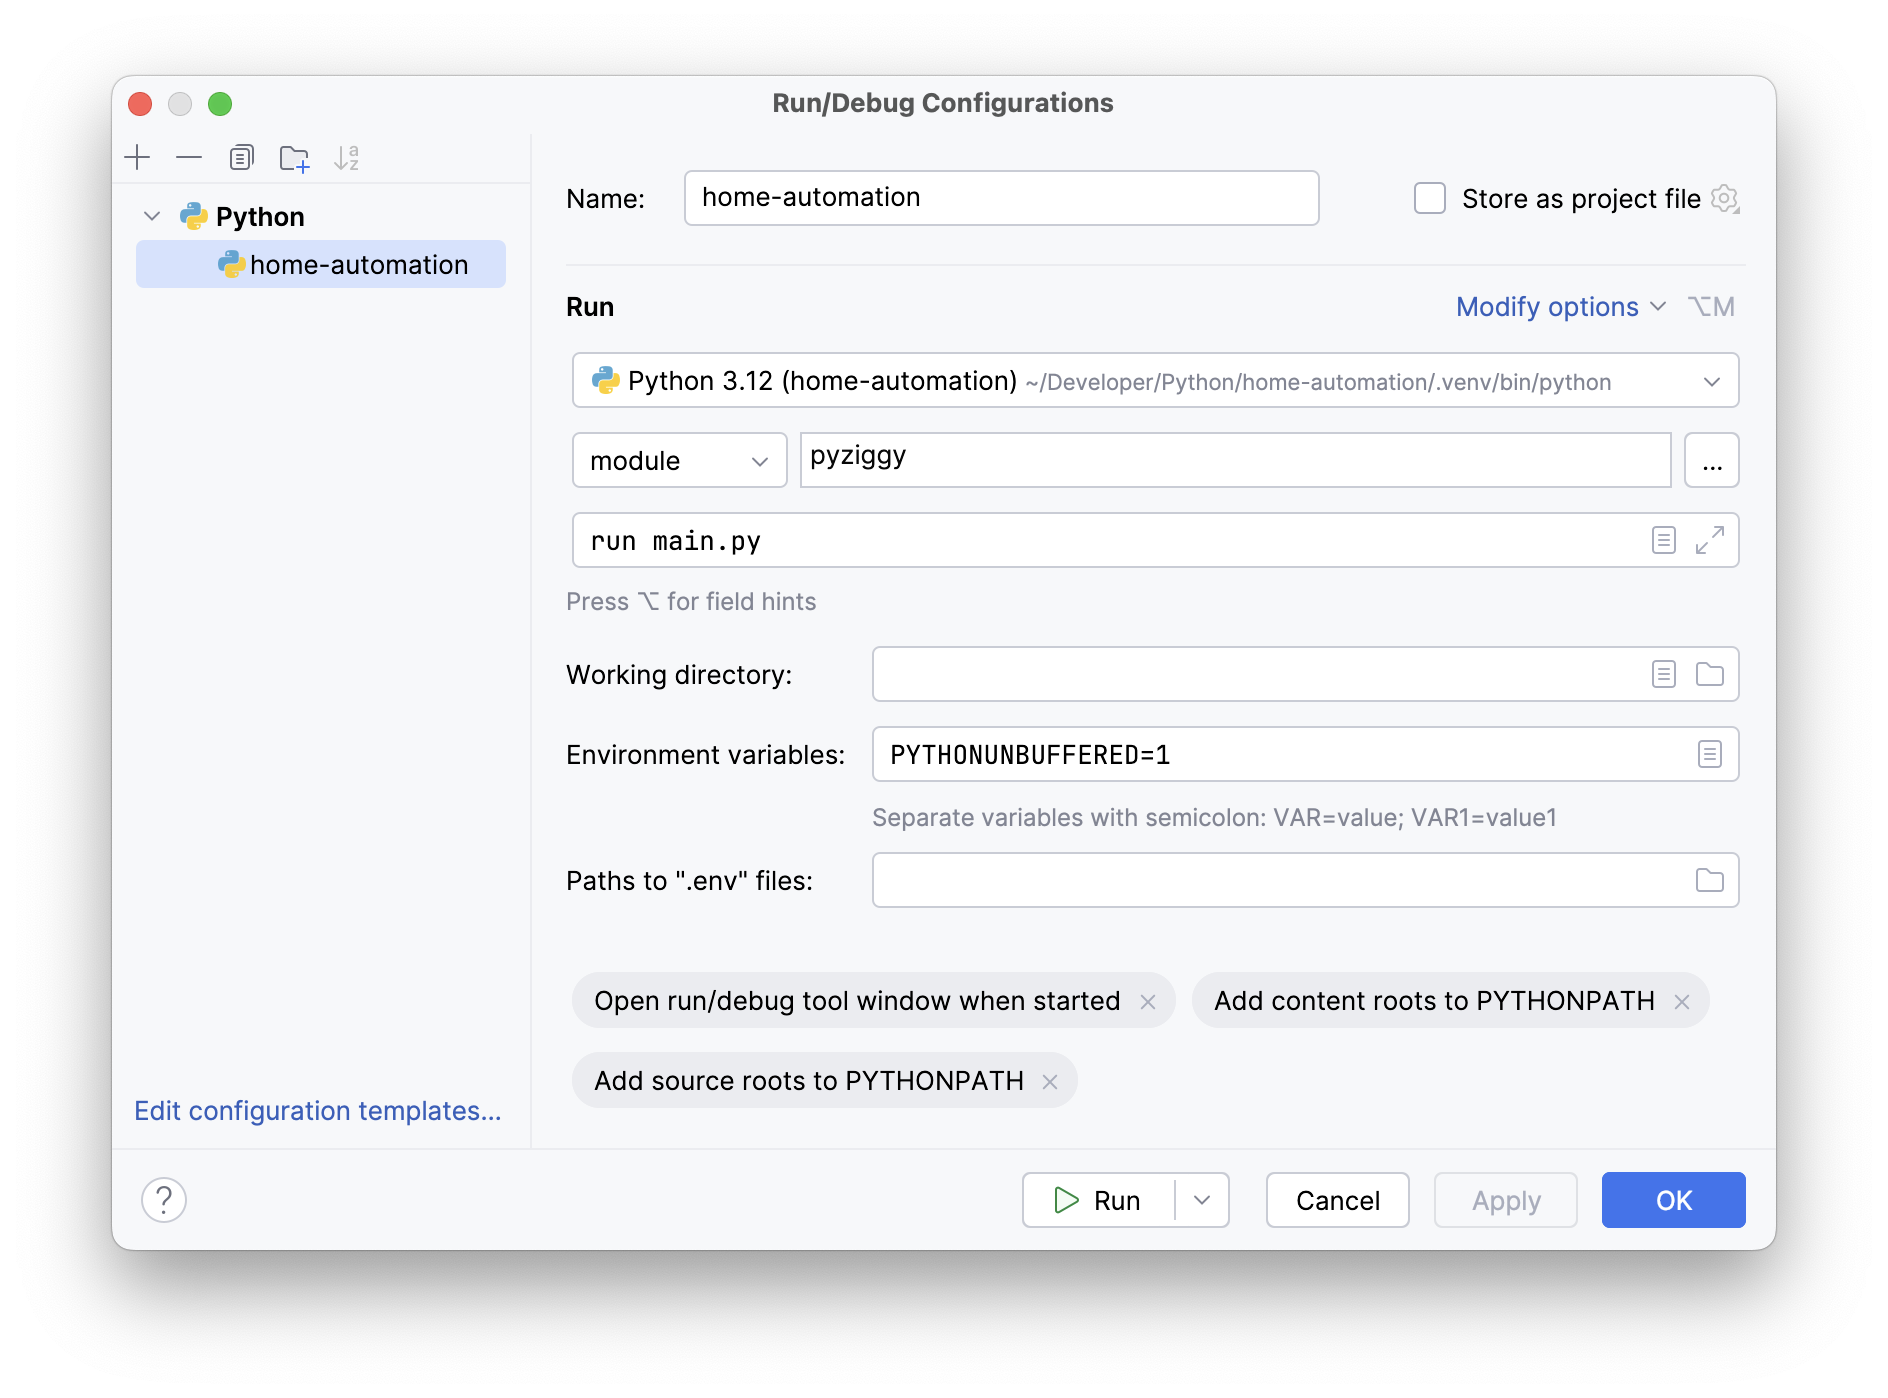 Run/Debug Configurations
Python
home-automation
Edit configuration templates...
Name:
home-automation
Store as project file
Run
Modify options
⌥M
Python 3.12 (home-automation) ~/Developer/Python/home-automation/.venv/bin/python
module
pyziggy
...
run main.py
Press ⌥ for field hints
Working directory:
Environment variables:
PYTHONUNBUFFERED=1
Separate variables with semicolon: VAR=value; VAR1=value1
Paths to ".env" files:
Open run/debug tool window when started
Add content roots to PYTHONPATH
Add source roots to PYTHONPATH
?
Run
Cancel
Apply
OK